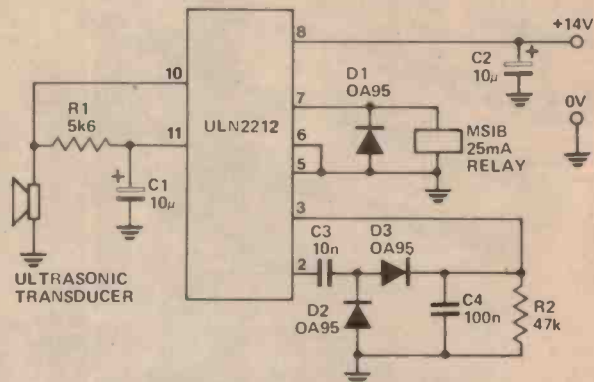 8
+14V
10
C2
10μ
D1
OA95
7
0V
R1
5k6
11
ULN2212
MSIB
25mA
RELAY
6
C1
10μ
5
3
C3
10n
D3
OA95
2
ULTRASONIC
TRANSDUCER
D2
OA95
C4
100n
R2
47k